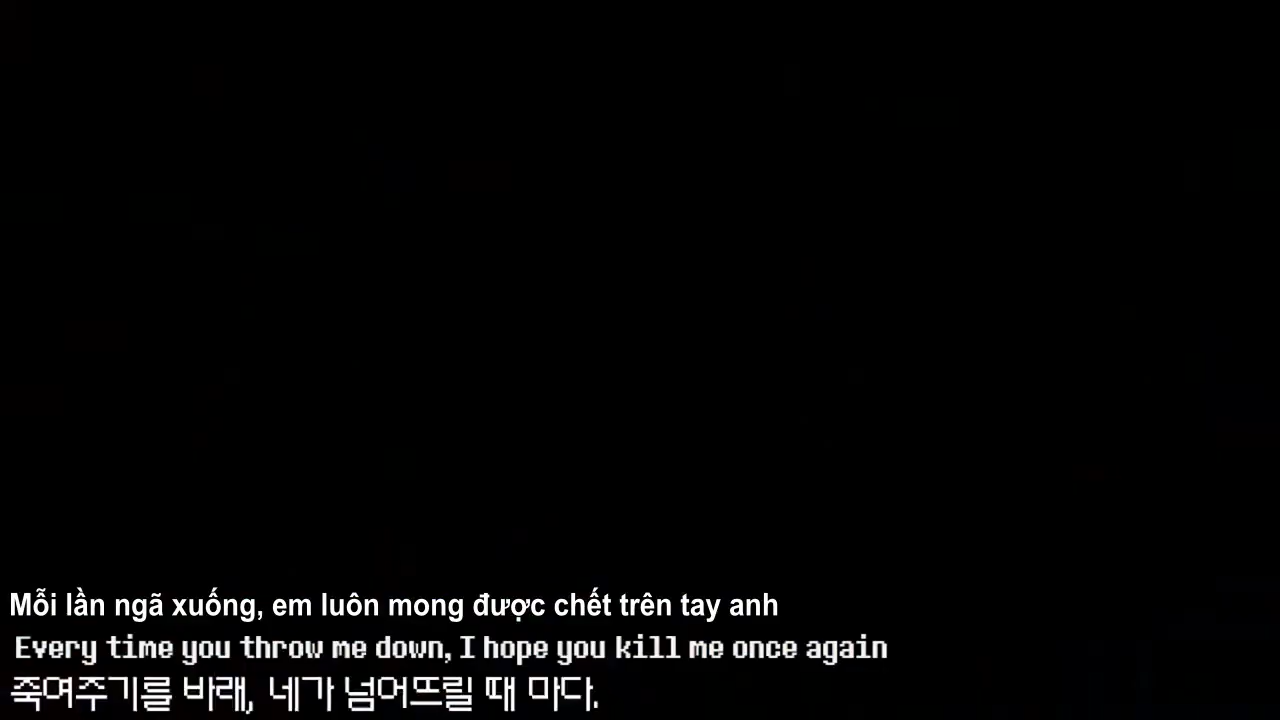 Mỗi lần ngã xuống, em luôn mong được chết trên tay anh
Every time you throw me down, I hope you kill me once again
죽여주기를 바래, 네가 넘어뜨릴 때 마다.